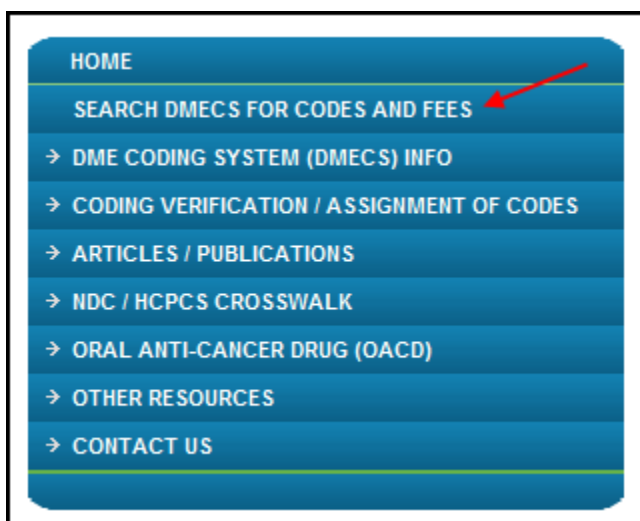 HOME
SEARCH DMECS FOR CODES AND FEES
DME CODING SYSTEM (DMECS) INFO
CODING VERIFICATION / ASSIGNMENT OF CODES
ARTICLES / PUBLICATIONS
NDC / HCPCS CROSSWALK
ORAL ANTI-CANCER DRUG (OACD)
OTHER RESOURCES
CONTACT US